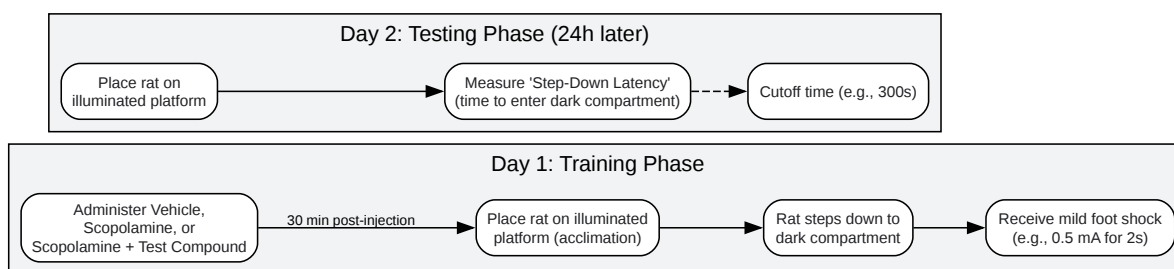 Day 2: Testing Phase (24h later)
Place rat on
illuminated platform
Measure 'Step-Down Latency'
(time to enter dark compartment)
Cutoff time (e.g., 300s)
Day 1: Training Phase
Administer Vehicle,
Scopolamine, or
Scopolamine + Test Compound
30 min post-injection
Place rat on illuminated
platform (acclimation)
Rat steps down to
dark compartment
Receive mild foot shock
(e.g., 0.5 mA for 2s)